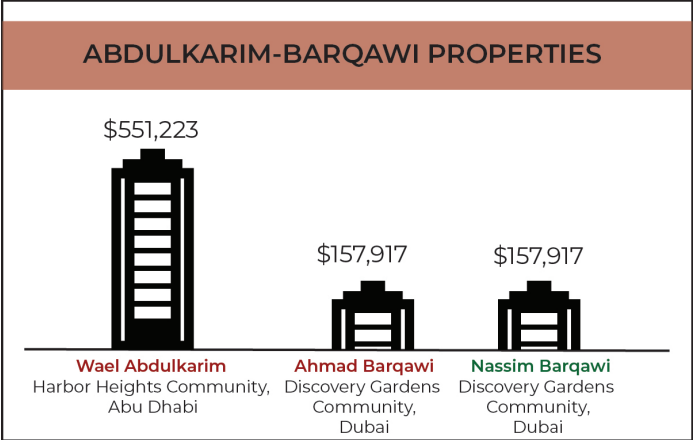 ABDULKARIM-BARQAWI PROPERTIES
$551,223
$157,917
$157,917
Wael Abdulkarim
Harbor Heights Community,
Abu Dhabi
Ahmad Barqawi
Discovery Gardens
Community,
Dubai
Nassim Barqawi
Discovery Gardens
Community,
Dubai